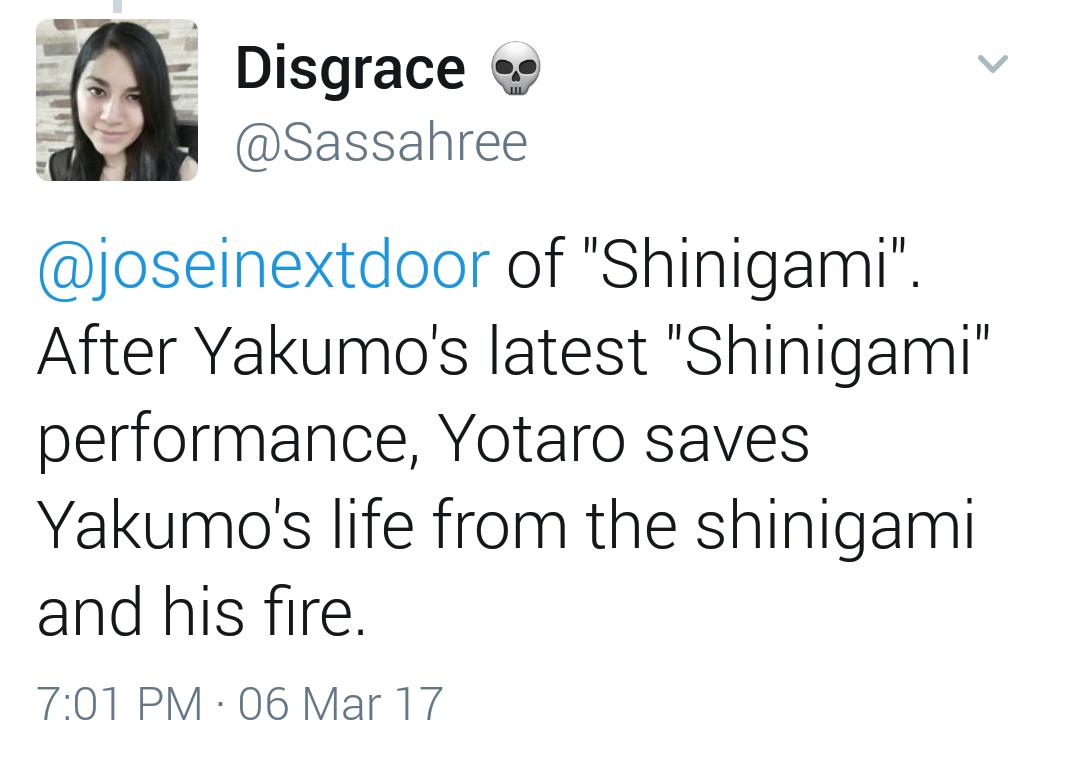 Disgrace 💀
@Sassahree
@joseinextdoor of "Shinigami".
After Yakumo's latest "Shinigami"
performance, Yotaro saves
Yakumo's life from the shinigami
and his fire.
7:01 PM · 06 Mar 17